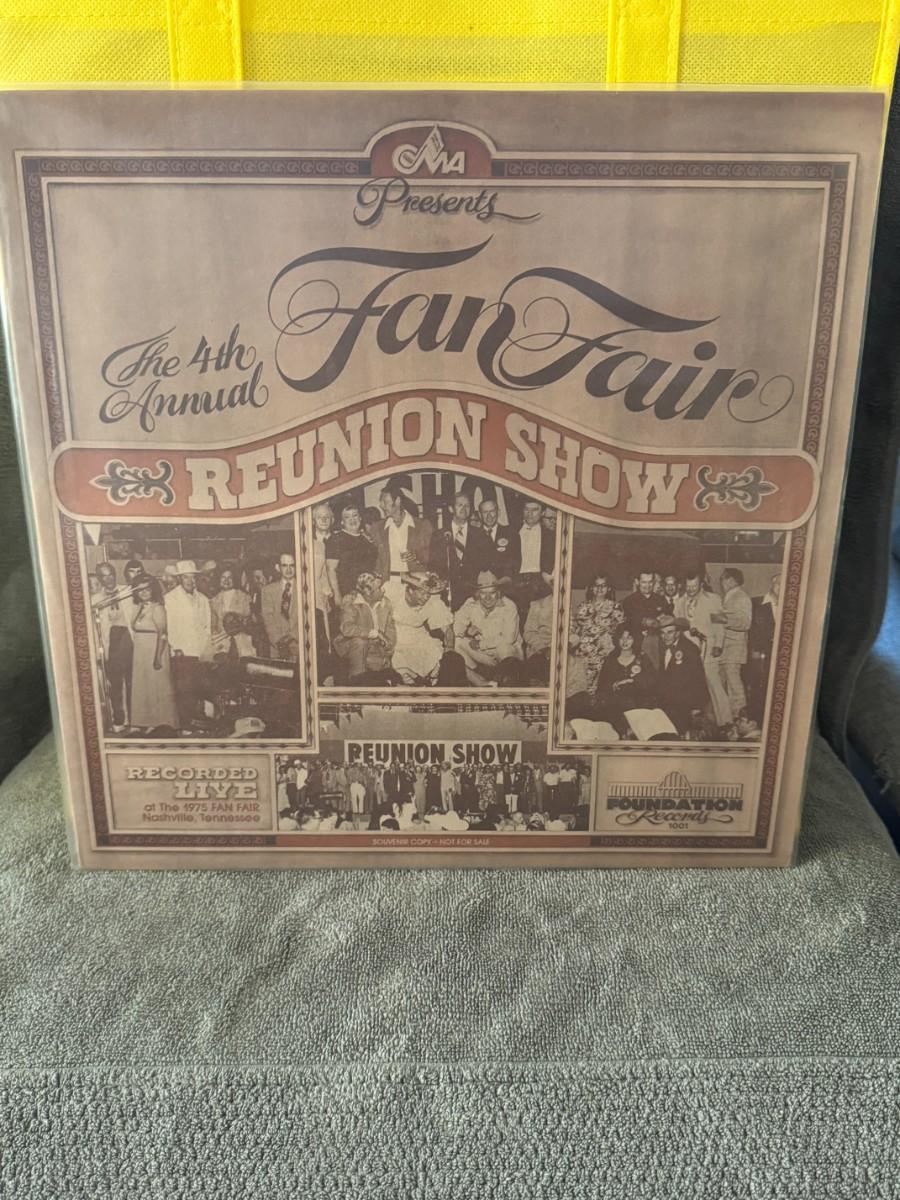 CMA
Presents
The 4th
Annual
Fan Fair
REUNION SHOW
REUNION SHOW
RECORDED
LIVE
at The 1975 FAN FAIR
Nashville, Tennessee
FOUNDATION
Records
1001
SOUVENIR COPY - NOT FOR SALE